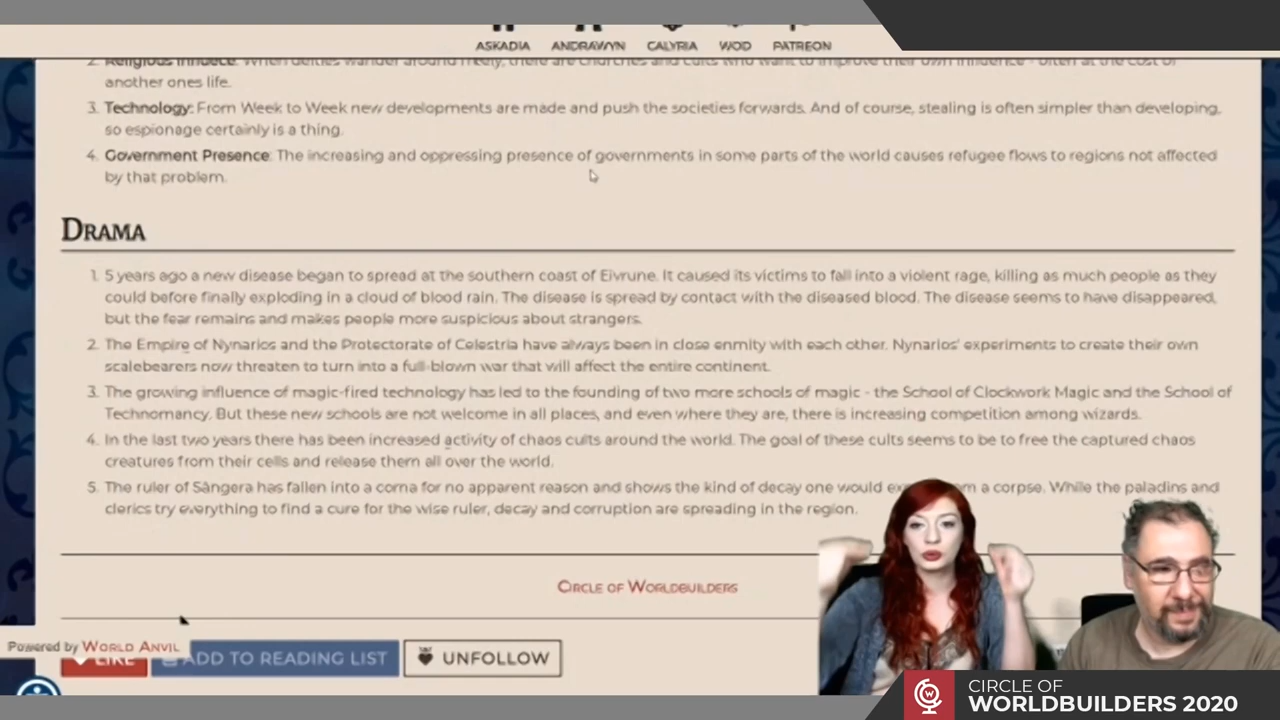 ASKADIA ANDRAWYN CALYRIA WOD PATREON
2. Religious Influece: When deities wander around freely, there are churches and cults who want to improve their own influence - often at the cost of
another ones life.
3. Technology: From Week to Week new developments are made and push the societies forwards. And of course, stealing is often simpler than developing,
so espionage certainly is a thing.
4. Government Presence: The increasing and oppressing presence of governments in some parts of the world causes refugee flows to regions not affected
by that problem.
DRAMA
1. 5 years ago a new disease began to spread at the southern coast of Eivrune. It caused its victims to fall into a violent rage, killing as much people as they
could before finally exploding in a cloud of blood rain. The disease is spread by contact with the diseased blood. The disease seems to have disappeared,
but the fear remains and makes people more suspicious about strangers.
2. The Empire of Nynarios and the Protectorate of Celestria have always been in close enmity with each other. Nynarios' experiments to create their own
scalebearers now threaten to turn into a full-blown war that will affect the entire continent.
3. The growing influence of magic-fired technology has led to the founding of two more schools of magic - the School of Clockwork Magic and the School of
Technomancy. But these new schools are not welcome in all places, and even where they are, there is increasing competition among wizards.
4. In the last two years there has been increased activity of chaos cults around the world. The goal of these cults seems to be to free the captured chaos
creatures from their cells and release them all over the world.
5. The ruler of Sàngera has fallen into a coma for no apparent reason and shows the kind of decay one would a corpse. While the paladins and
clerics try everything to find a cure for the wise ruler, decay and corruption are spreading in the region.
CIRCLE OF WORLDBUILDERS
Powered by WORLD ANVIL
LIKE ADD TO READING LIST UNFOLLOW
CIRCLE OF
WORLDBUILDERS 2020